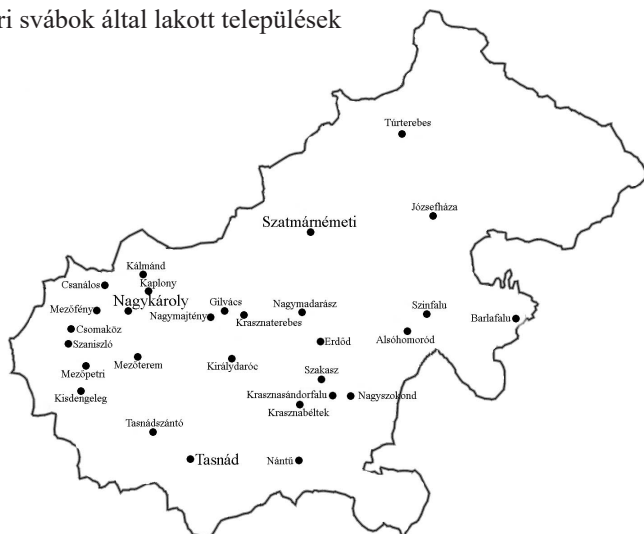 ri svábok által lakott települések
Túrterebes
Józsefháza
Szatmárnémeti
Kálmánd
Csanálos
Kaplony
Nagykároly
Gilvács
Nagymadarász
Mezőfény
Nagymajtény
Krasznaterebes
Szinfalu
Barlafalu
Csomaköz
Alsóhomoród
Szaniszló
Erdőd
Mezőterem
Királydaróc
Mezőpetri
Szakasz
Kisdengeleg
Krasznasándorfalu
Nagyszokond
Krasznabéltek
Tasnádszántó
Tasnád
Nántű